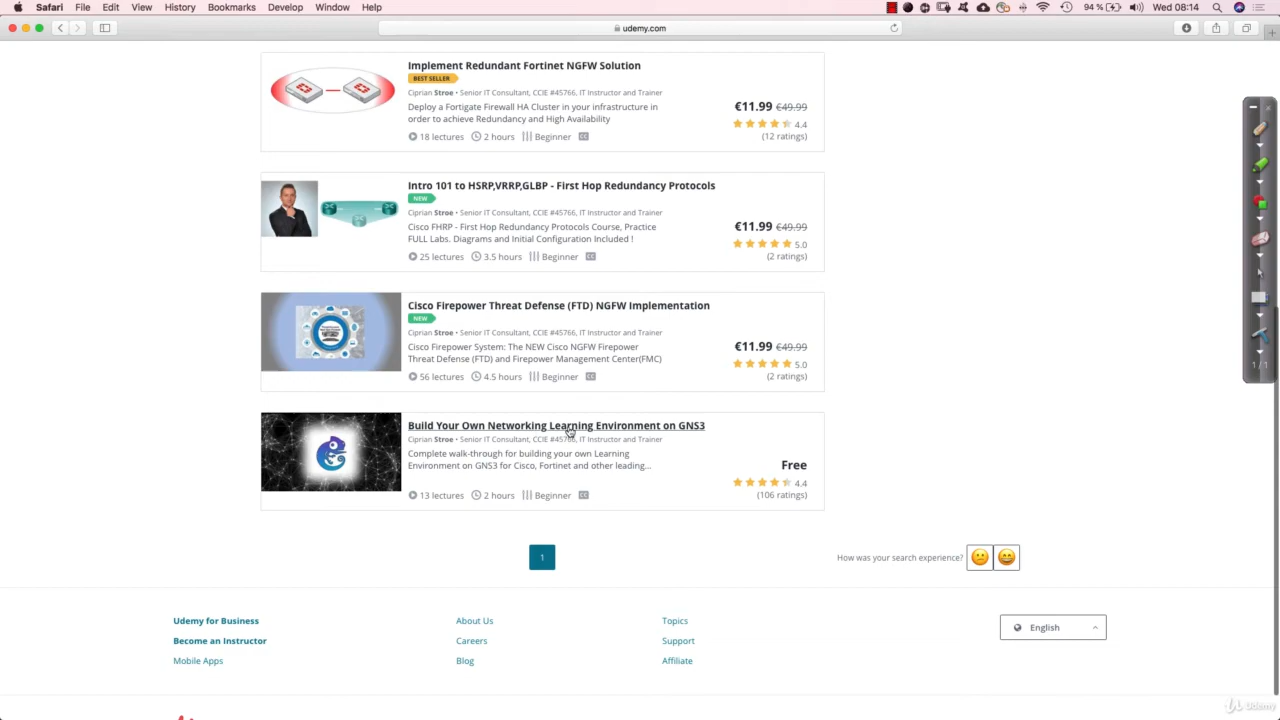 Safari File Edit View History Bookmarks Develop Window Help 94 % Wed 08:14
udemy.com
Implement Redundant Fortinet NGFW Solution
BEST SELLER
Ciprian Stroe • Senior IT Consultant, CCIE #45766, IT Instructor and Trainer
Deploy a Fortigate Firewall HA Cluster in your infrastructure in
order to achieve Redundancy and High Availability
18 lectures 2 hours Beginner CC
€11.99 €49.99
4.4
(12 ratings)
Intro 101 to HSRP,VRRP,GLBP - First Hop Redundancy Protocols
NEW
Ciprian Stroe • Senior IT Consultant, CCIE #45766, IT Instructor and Trainer
Cisco FHRP - First Hop Redundancy Protocols Course, Practice
FULL Labs. Diagrams and Initial Configuration Included !
25 lectures 3.5 hours Beginner CC
€11.99 €49.99
5.0
(2 ratings)
Cisco Firepower Threat Defense (FTD) NGFW Implementation
NEW
Ciprian Stroe • Senior IT Consultant, CCIE #45766, IT Instructor and Trainer
Cisco Firepower System: The NEW Cisco NGFW Firepower
Threat Defense (FTD) and Firepower Management Center(FMC)
56 lectures 4.5 hours Beginner CC
€11.99 €49.99
5.0
(2 ratings)
Build Your Own Networking Learning Environment on GNS3
Ciprian Stroe • Senior IT Consultant, CCIE #45766, IT Instructor and Trainer
Complete walk-through for building your own Learning
Environment on GNS3 for Cisco, Fortinet and other leading...
13 lectures 2 hours Beginner CC
Free
4.4
(106 ratings)
1 / 1
1
How was your search experience?
Udemy for Business About Us Topics English
Become an Instructor Careers Support
Mobile Apps Blog Affiliate
Udemy